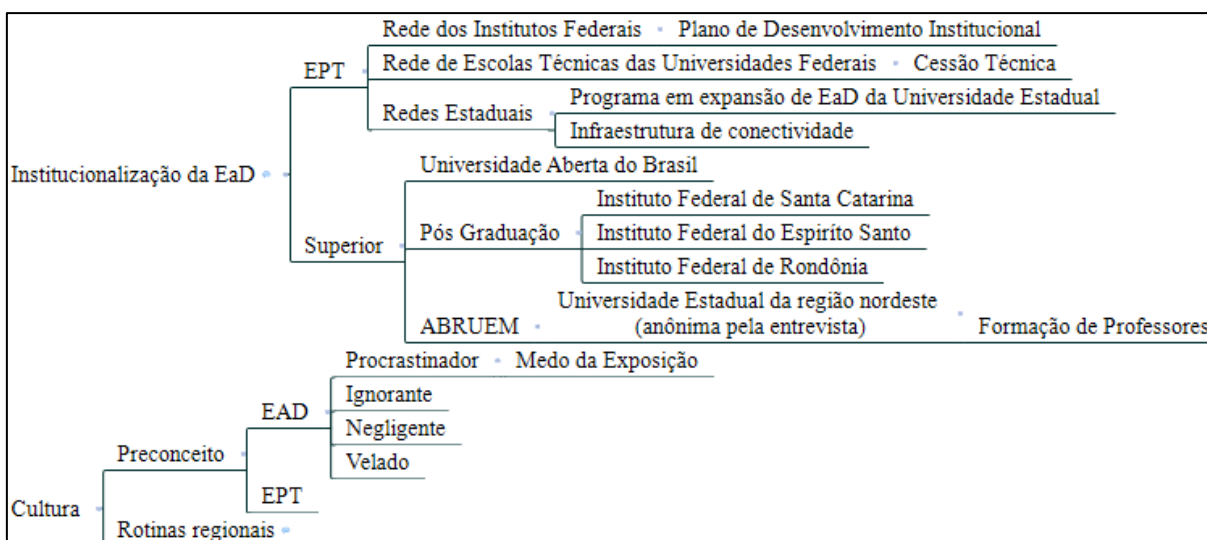 Rede dos Institutos Federais
Plano de Desenvolvimento Institucional
EPT
Rede de Escolas Técnicas das Universidades Federais
Cessão Técnica
Redes Estaduais
Programa em expansão de EaD da Universidade Estadual
Infraestrutura de conectividade
Institucionalização da EaD
Universidade Aberta do Brasil
Superior
Pós Graduação
Instituto Federal de Santa Catarina
Instituto Federal do Espiríto Santo
Instituto Federal de Rondônia
ABRUEM
Universidade Estadual da região nordeste
(anônima pela entrevista)
Formação de Professores
Procrastinador
Medo da Exposição
EAD
Ignorante
Negligente
Velado
Preconceito
EPT
Cultura
Rotinas regionais